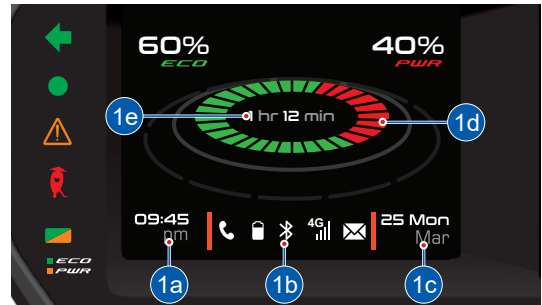 60%
ECO
40%
PWR
1e
1 hr 12 min
1d
09:45
pm
4G
25 Mon
Mar
ECO
PWR
1a
1b
1c